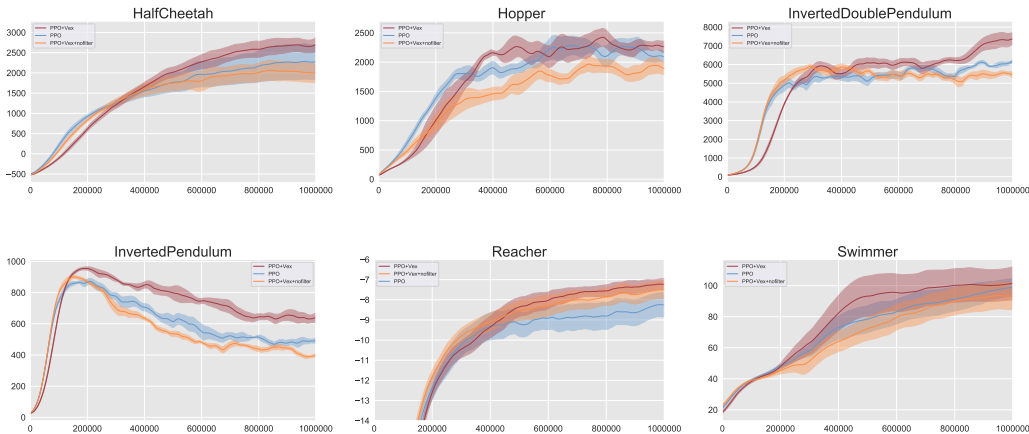 HalfCheetah
PPO+Vex
PPO
PPO+Vex+nofilter
3000
2500
2000
1500
1000
500
0
−500
0 200000 400000 600000 800000 1000000
Hopper
PPO+Vex
PPO
PPO+Vex+nofilter
2500
2000
1500
1000
500
0
0 200000 400000 600000 800000 1000000
InvertedDoublePendulum
PPO+Vex
PPO
PPO+Vex+nofilter
8000
7000
6000
5000
4000
3000
2000
1000
0
0 200000 400000 600000 800000 1000000
InvertedPendulum
PPO+Vex
PPO
PPO+Vex+nofilter
1000
800
600
400
200
0
0 200000 400000 600000 800000 1000000
Reacher
PPO+Vex
PPO+Vex+nofilter
PPO
−6
−7
−8
−9
−10
−11
−12
−13
−14
0 200000 400000 600000 800000 1000000
Swimmer
PPO+Vex
PPO
PPO+Vex+nofilter
100
80
60
40
20
0 200000 400000 600000 800000 1000000